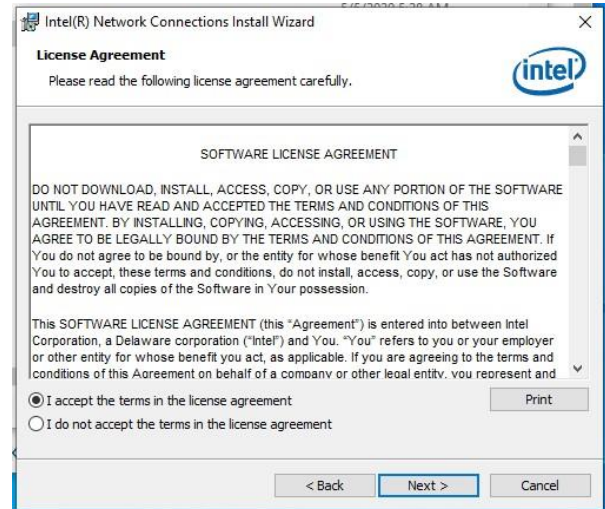 Intel(R) Network Connections Install Wizard
License Agreement
Please read the following license agreement carefully.
intel
SOFTWARE LICENSE AGREEMENT
DO NOT DOWNLOAD, INSTALL, ACCESS, COPY, OR USE ANY PORTION OF THE SOFTWARE
UNTIL YOU HAVE READ AND ACCEPTED THE TERMS AND CONDITIONS OF THIS
AGREEMENT. BY INSTALLING, COPYING, ACCESSING, OR USING THE SOFTWARE, YOU
AGREE TO BE LEGALLY BOUND BY THE TERMS AND CONDITIONS OF THIS AGREEMENT. If
You do not agree to be bound by, or the entity for whose benefit You act has not authorized
You to accept, these terms and conditions, do not install, access, copy, or use the Software
and destroy all copies of the Software in Your possession.
This SOFTWARE LICENSE AGREEMENT (this “Agreement”) is entered into between Intel
Corporation, a Delaware corporation (“Intel”) and You. “You” refers to you or your employer
or other entity for whose benefit you act, as applicable. If you are agreeing to the terms and
conditions of this Agreement on behalf of a company or other legal entity, you represent and
I accept the terms in the license agreement
Print
I do not accept the terms in the license agreement
< Back
Next >
Cancel